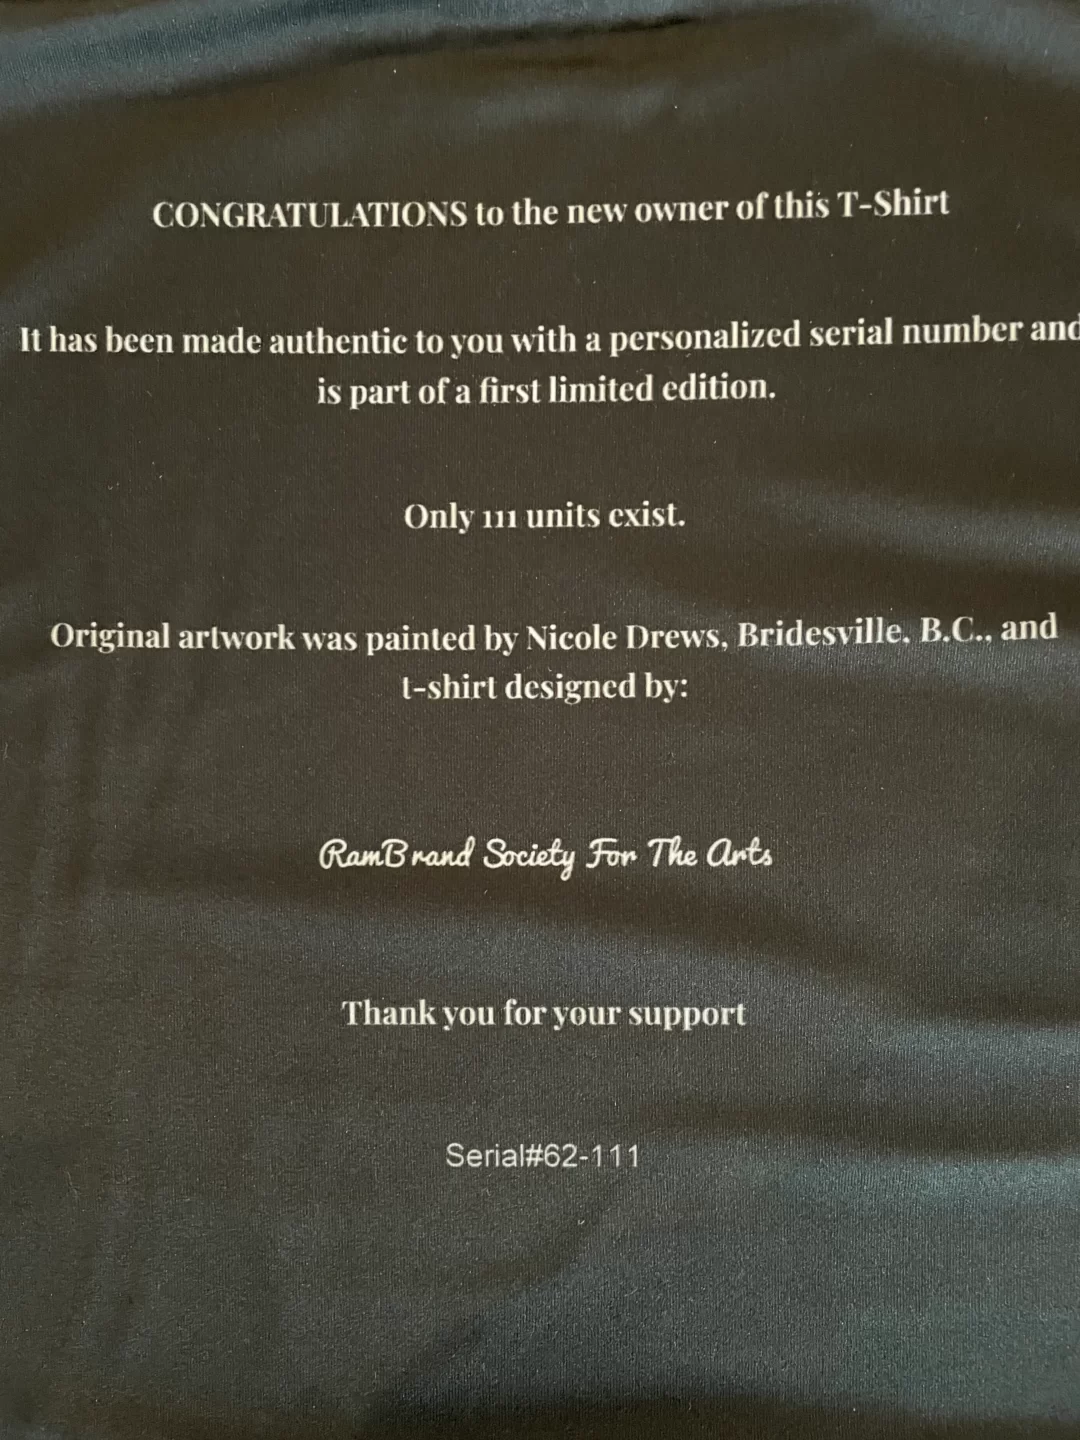 CONGRATULATIONS to the new owner of this T-Shirt
It has been made authentic to you with a personalized serial number and
is part of a first limited edition.
Only 111 units exist.
Original artwork was painted by Nicole Drews, Bridesville, B.C., and
t-shirt designed by:
RamBrand Society For The Arts
Thank you for your support
Serial#62-111